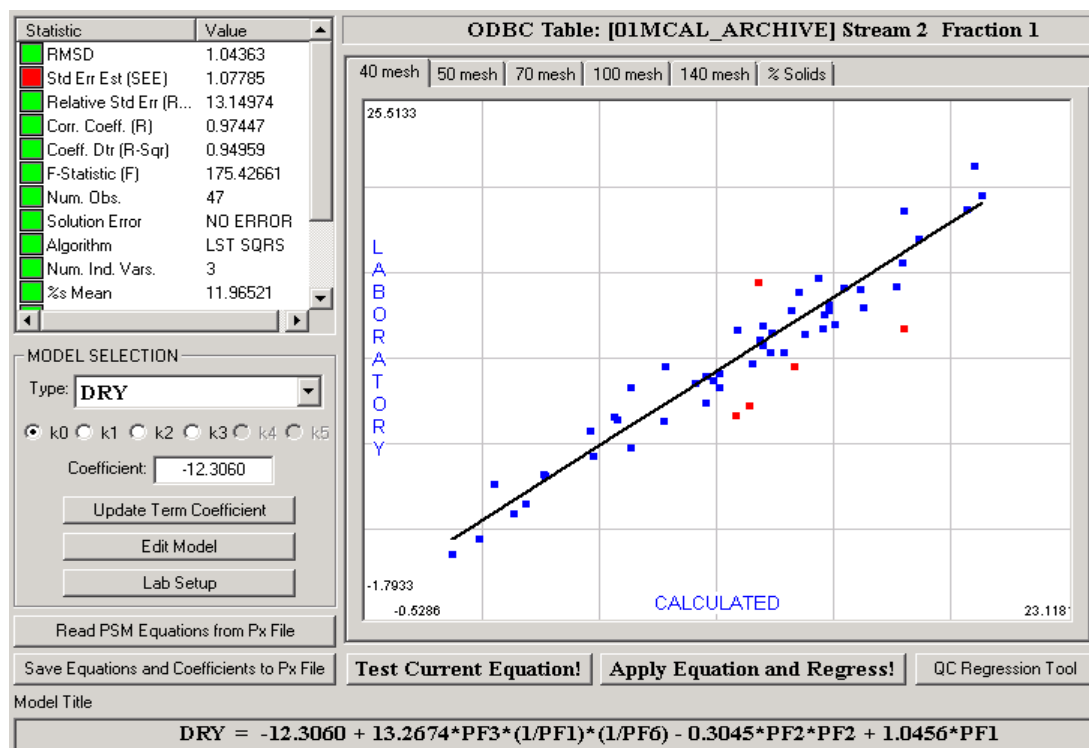 Statistic Value
RMSD 1.04363
Std Err Est (SEE) 1.07785
Relative Std Err (R... 13.14974
Corr. Coeff. (R) 0.97447
Coeff. Dtr (R-Sqr) 0.94959
F-Statistic (F) 175.42661
Num. Obs. 47
Solution Error NO ERROR
Algorithm LST SQRS
Num. Ind. Vars. 3
%s Mean 11.96521
MODEL SELECTION
Type: DRY
k0 k1 k2 k3 k4 k5
Coefficient: -12.3060
Update Term Coefficient
Edit Model
Lab Setup
Read PSM Equations from Px File
Save Equations and Coefficients to Px File
ODBC Table: [01MCAL_ARCHIVE] Stream 2 Fraction 1
40 mesh 50 mesh 70 mesh 100 mesh 140 mesh % Solids
25.5133
LABORATORY
-1.7933
-0.5286 CALCULATED 23.118
Test Current Equation! Apply Equation and Regress! QC Regression Tool
Model Title
DRY = -12.3060 + 13.2674*PF3*(1/PF1)*(1/PF6) - 0.3045*PF2*PF2 + 1.0456*PF1